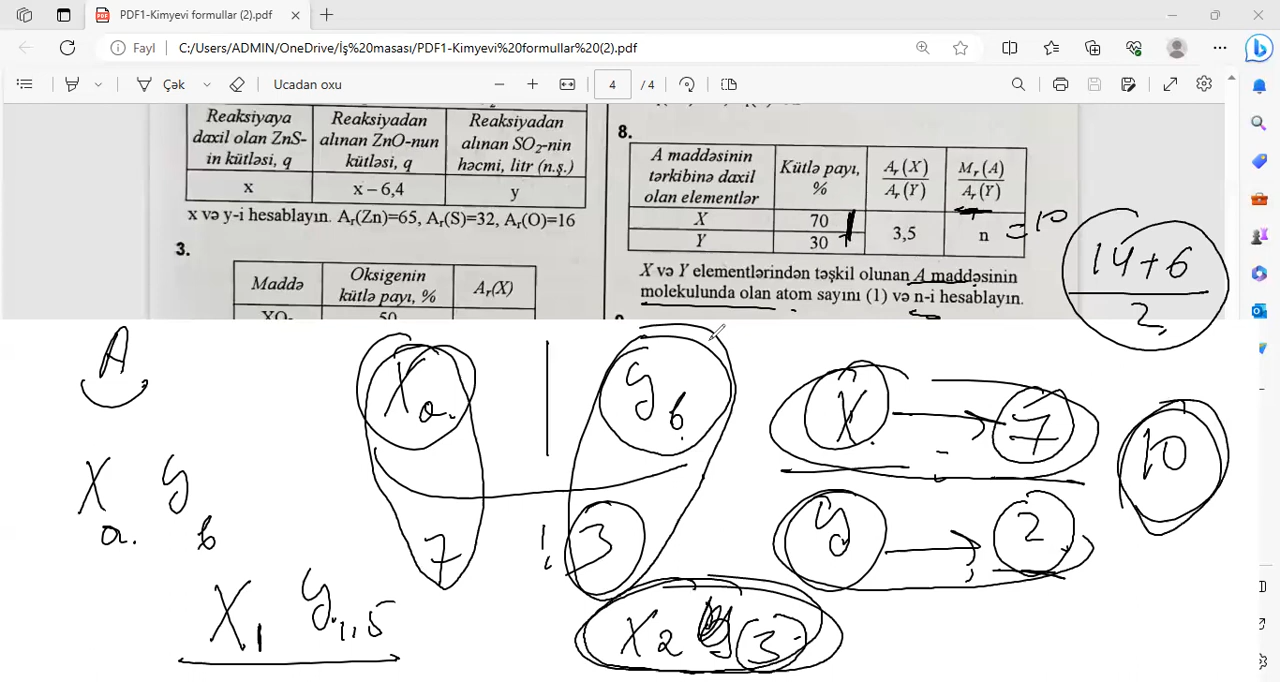 PDF1-Kimyevi formullar (2).pdf
Fayl
C:/Users/ADMIN/OneDrive/İş%20masası/PDF1-Kimyevi%20formullar%20(2).pdf
Çək
Ucadan oxu
4
/ 4
Reaksiyaya daxil olan ZnS-in kütləsi, q
Reaksiyadan alınan ZnO-nun kütləsi, q
Reaksiyadan alınan SO₂-nin həcmi, litr (n.ş.)
x
x – 6,4
y
x və y-i hesablayın. Aᵣ(Zn)=65, Aᵣ(S)=32, Aᵣ(O)=16
3.
Maddə
Oksigenin kütlə payı, %
Aᵣ(X)
XO
50
8.
A maddəsinin tərkibinə daxil olan elementlər
Kütlə payı, %
Aᵣ(X)
Aᵣ(Y)
Mᵣ(A)
Aᵣ(Y)
X
70
Y
30
3,5
n
= 10
X və Y elementlərindən təşkil olunan A maddəsinin
molekulunda olan atom sayını (1) və n-i hesablayın.
14+6
2
A
Xa
yb
X → 7
10
Xa yb
7 : 3
y → 2
X1 y1,5
X2 y3